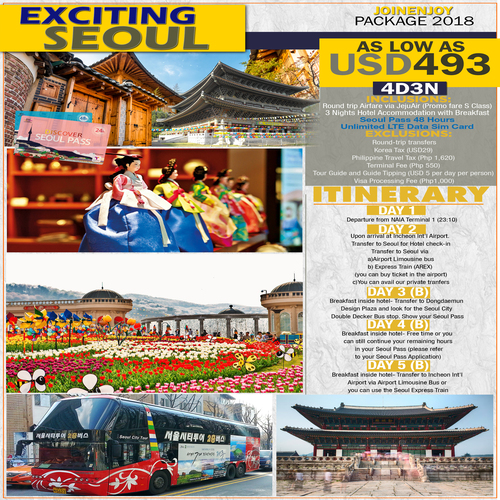 EXCITING
SEOUL
JOINENJOY
PACKAGE 2018
AS LOW AS
USD493
4D3N
INCLUSIONS:
Round trip Airfare via JejuAir (Promo fare S Class)
3 Nights Hotel Accommodation with Breakfast
Seoul Pass 48 Hours
Unlimited LTE Data Sim Card
EXCLUSIONS:
Round-trip transfers
Korea Tax (USD29)
Philippine Travel Tax (Php 1,620)
Terminal Fee (Php 550)
Tour Guide and Guide Tipping (USD 5 per day per person)
Visa Processing Fee (Php1,000)
ITINERARY
DAY 1
Departure from NAIA Terminal 1 (23:10)
DAY 2
Upon arrival at Incheon Int'l Airport.
Transfer to Seoul for Hotel check-in
Transfer to Seoul via
a)Airport Limousine bus
b) Express Train (AREX)
(you can buy ticket in the airport)
c)You can avail our private tranfers
DAY 3 (B)
Breakfast inside hotel- Transfer to Dongdaemun
Design Plaza and look for the Seoul City
Double Decker Bus stop. Show your Seoul Pass
DAY 4 (B)
Breakfast inside hotel- Free time or you
can still continue your remaining hours
in your Seoul Pass (please refer
to your Seoul Pass Application)
DAY 5 (B)
Breakfast inside hotel- Transfer to Incheon Int'l
Airport via Airport Limousine Bus or
you can use the Seoul Express Train
DISCOVER
SEOUL PASS
24h
서울시티투어 2층버스
Seoul City Tour
서울시티투어 2층버스